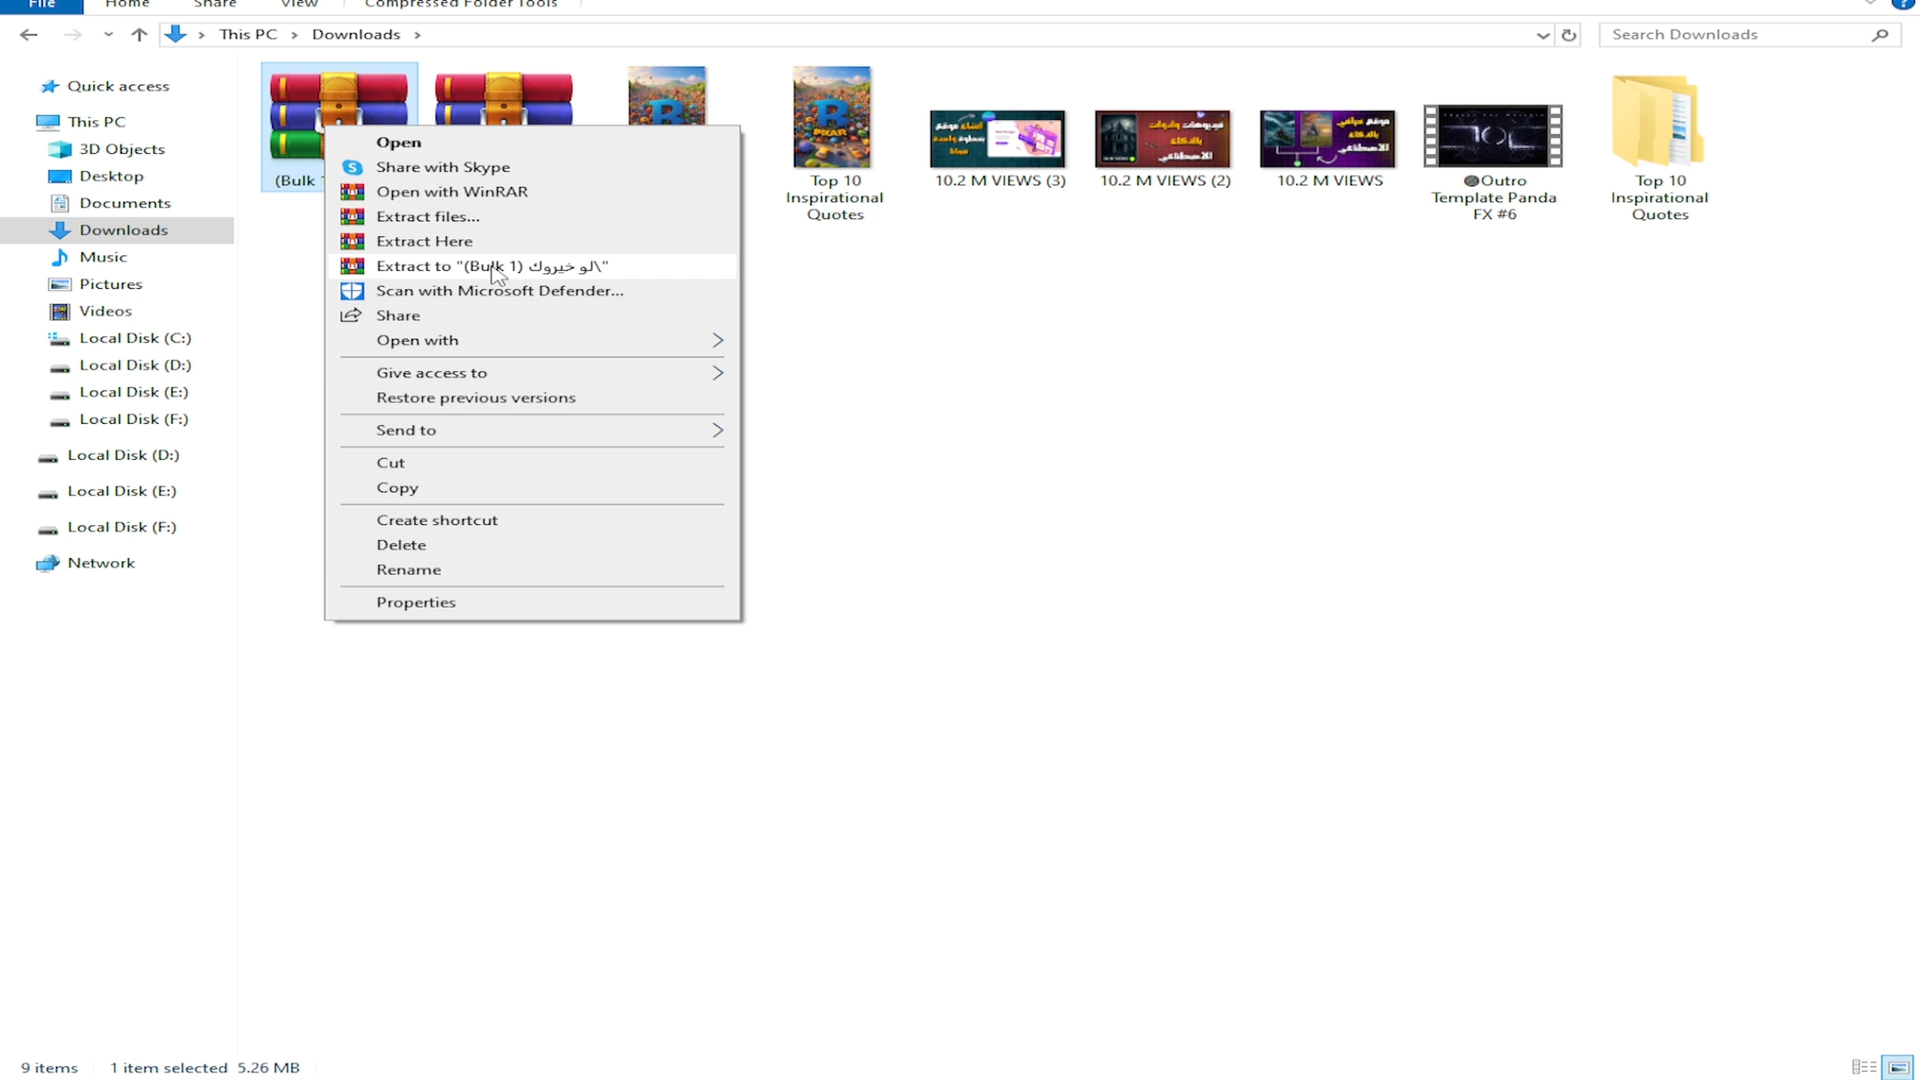 File Home Share View Compressed Folder Tools
This PC Downloads
Search Downloads
Quick access
This PC
3D Objects
Desktop
Documents
Downloads
Music
Pictures
Videos
Local Disk (C:)
Local Disk (D:)
Local Disk (E:)
Local Disk (F:)
Local Disk (D:)
Local Disk (E:)
Local Disk (F:)
Network
(Bulk
Open
Share with Skype
Open with WinRAR
Extract files...
Extract Here
Extract to "(Bulk 1) لو خيروك\"
Scan with Microsoft Defender...
Share
Open with
Give access to
Restore previous versions
Send to
Cut
Copy
Create shortcut
Delete
Rename
Properties
PIXAR
Top 10
Inspirational
Quotes
10.2 M VIEWS (3)
10.2 M VIEWS (2)
10.2 M VIEWS
Outro
Template Panda
FX #6
Top 10
Inspirational
Quotes
9 items 1 item selected 5.26 MB